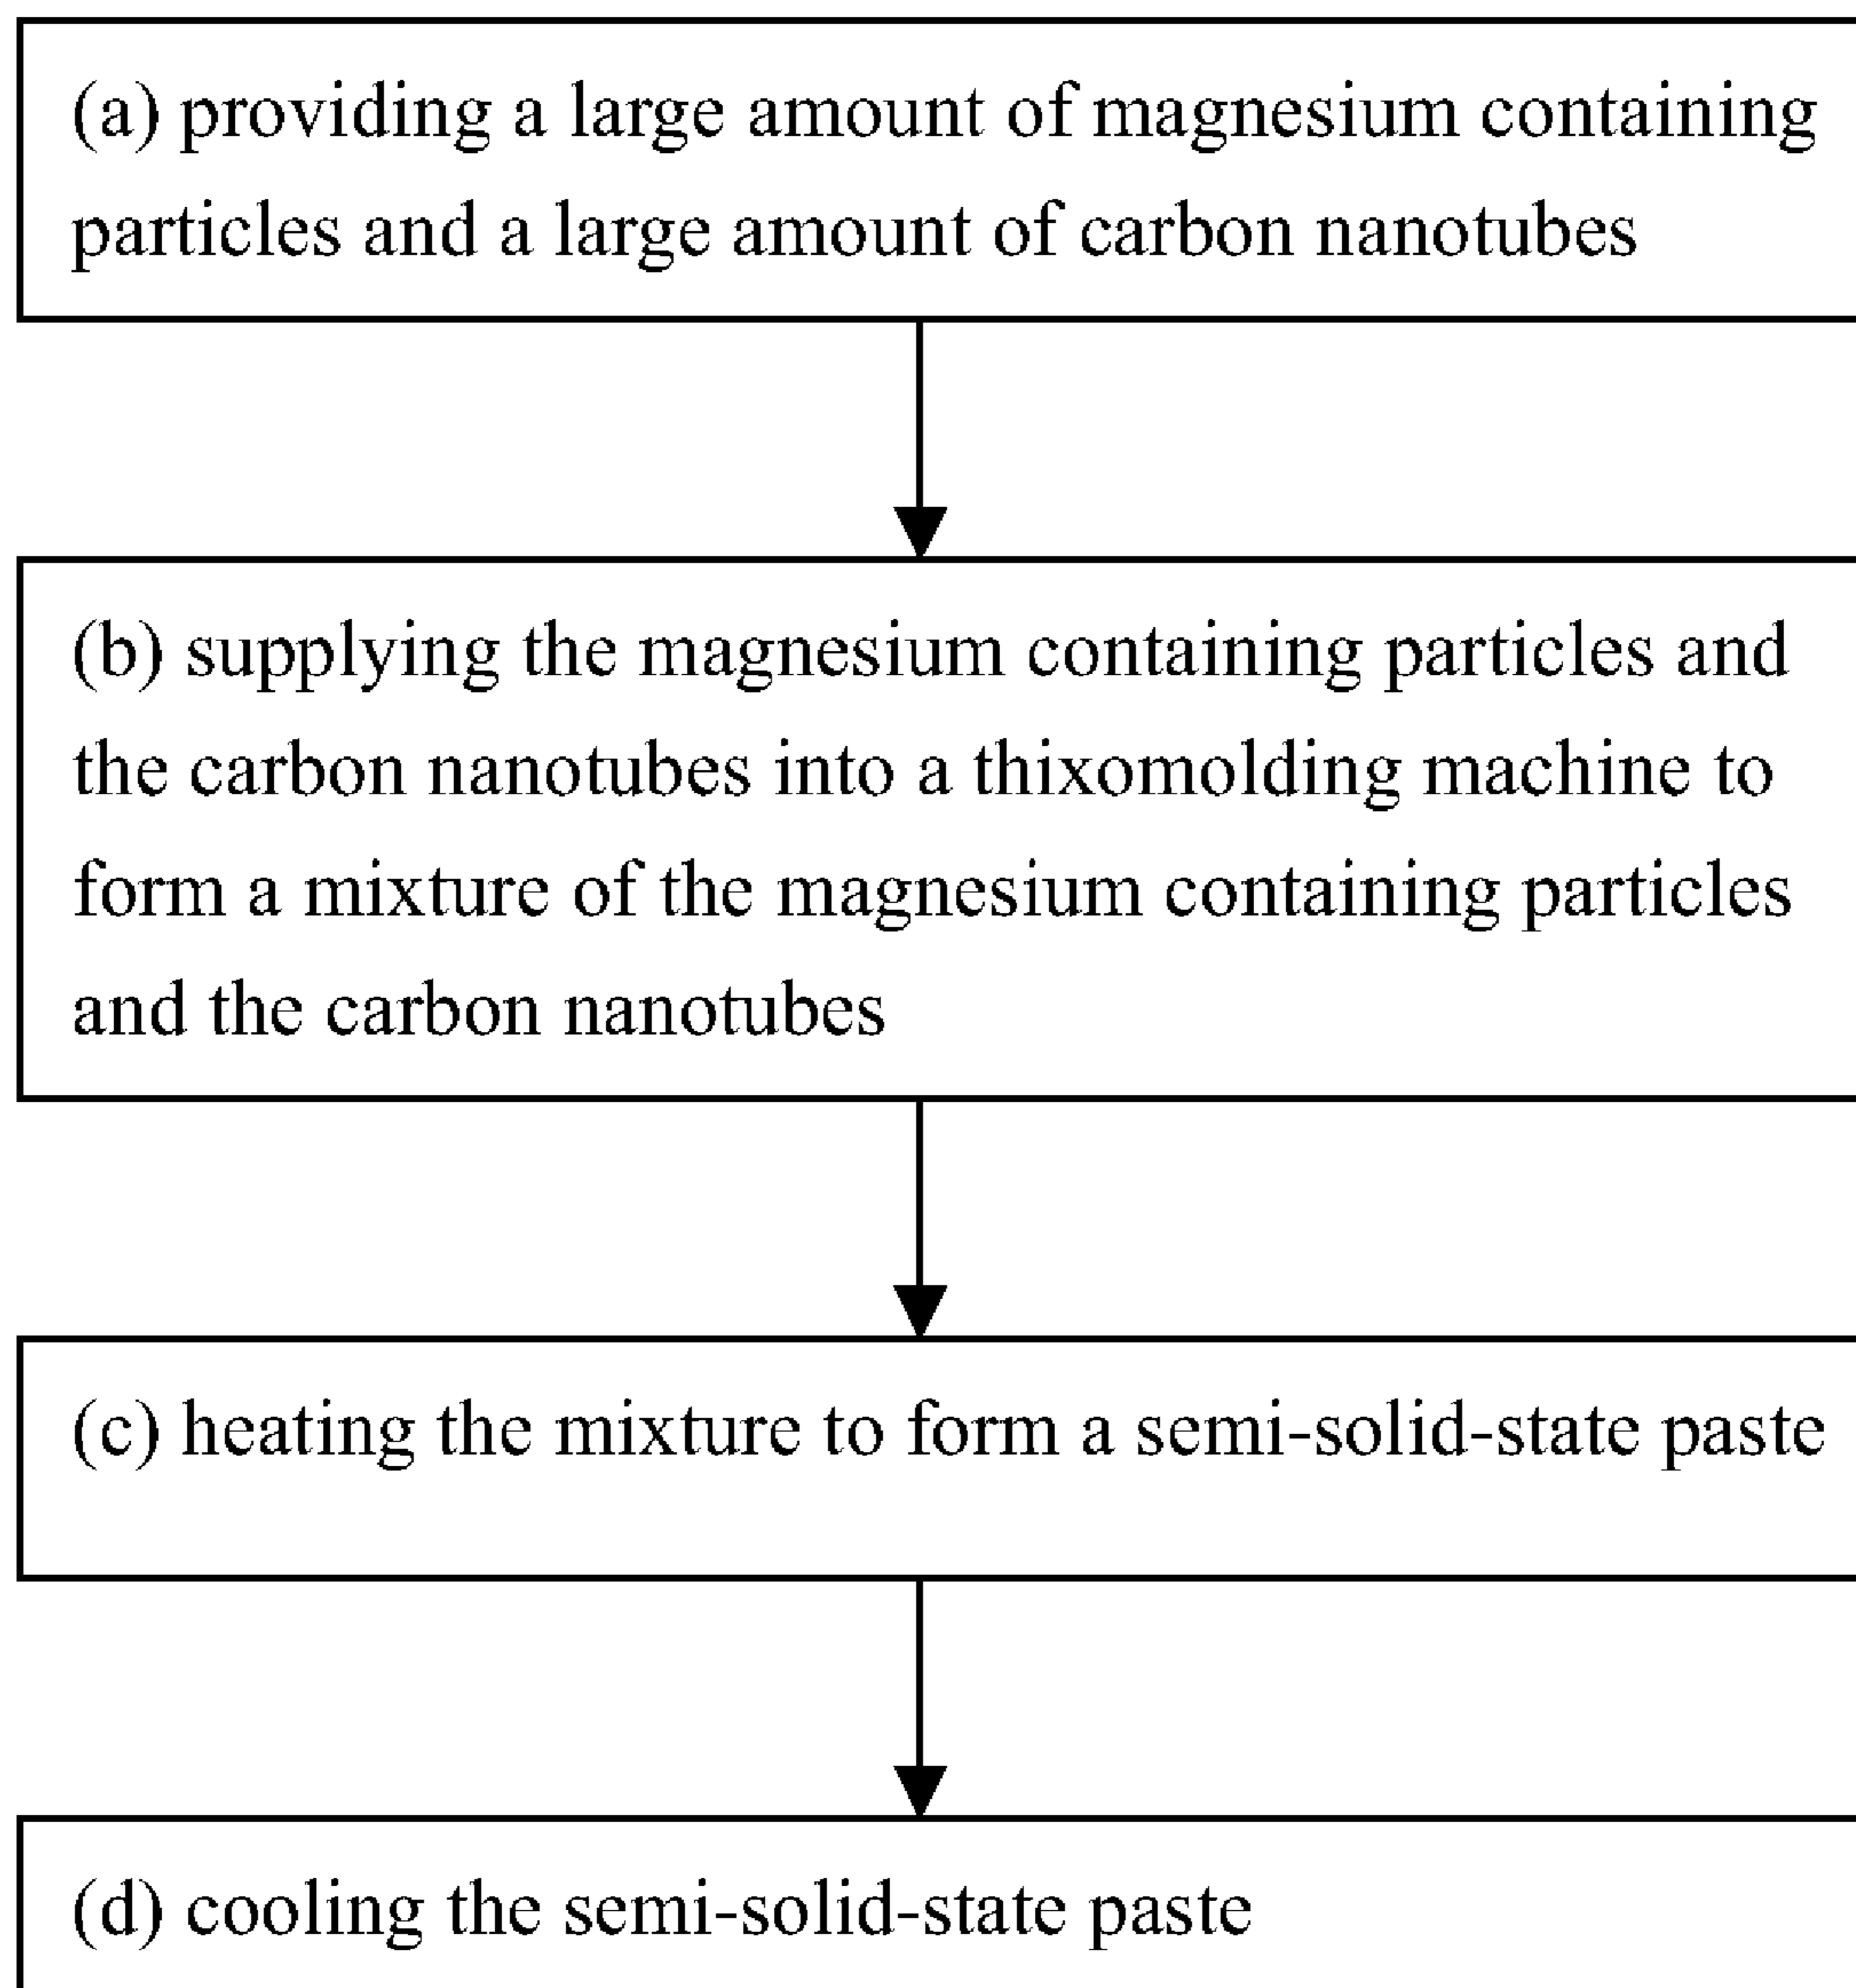 (a) providing a large amount of magnesium containing
particles and a large amount of carbon nanotubes
(b) supplying the magnesium containing particles and
the carbon nanotubes into a thixomolding machine to
form a mixture of the magnesium containing particles
and the carbon nanotubes
(c) heating the mixture to form a semi-solid-state paste
(d) cooling the semi-solid-state paste